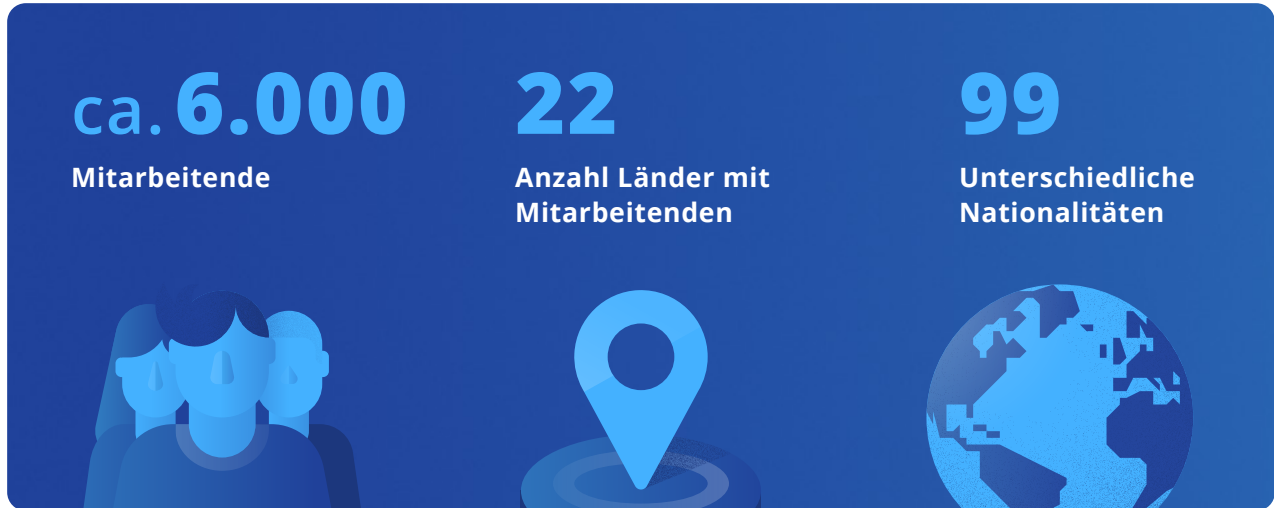 ca. 6.000
Mitarbeitende
22
Anzahl Länder mit
Mitarbeitenden
99
Unterschiedliche
Nationalitäten